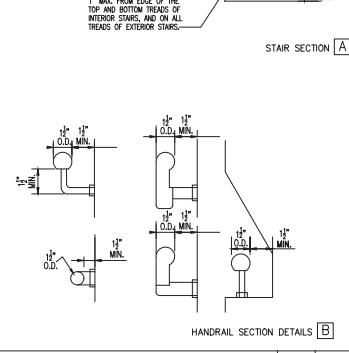 1" MAX. FROM EDGE OF THE
TOP AND BOTTOM TREADS OF
INTERIOR STAIRS, AND ON ALL
TREADS OF EXTERIOR STAIRS.
STAIR SECTION A
1½" 1½"
O.D. MIN.
1½"
MIN.
1½" 1½"
O.D. MIN.
1½" 1½"
O.D. MIN.
1½"
MIN.
1½"
O.D.
1½" 1½"
O.D. MIN.
HANDRAIL SECTION DETAILS B